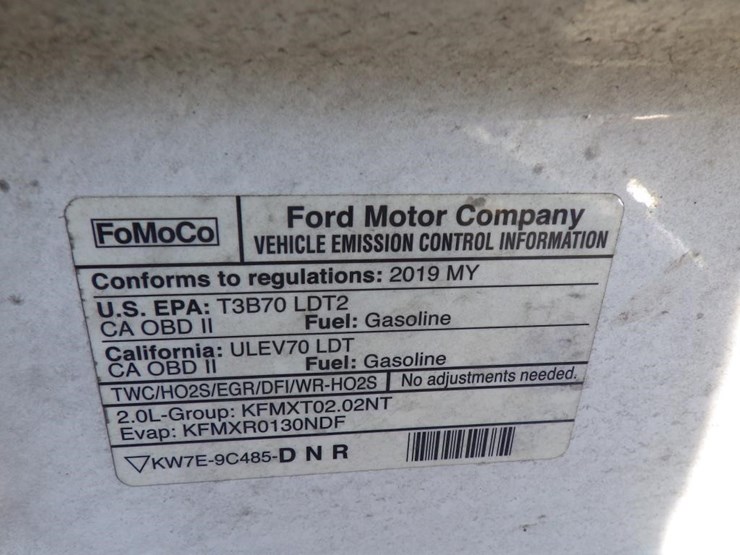 FoMoCo
Ford Motor Company
VEHICLE EMISSION CONTROL INFORMATION
Conforms to regulations: 2019 MY
U.S. EPA: T3B70 LDT2
CA OBD II Fuel: Gasoline
California: ULEV70 LDT
CA OBD II Fuel: Gasoline
TWC/HO2S/EGR/DFI/WR-HO2S No adjustments needed.
2.0L-Group: KFMXT02.02NT
Evap: KFMXR0130NDF
▽KW7E-9C485-D N R